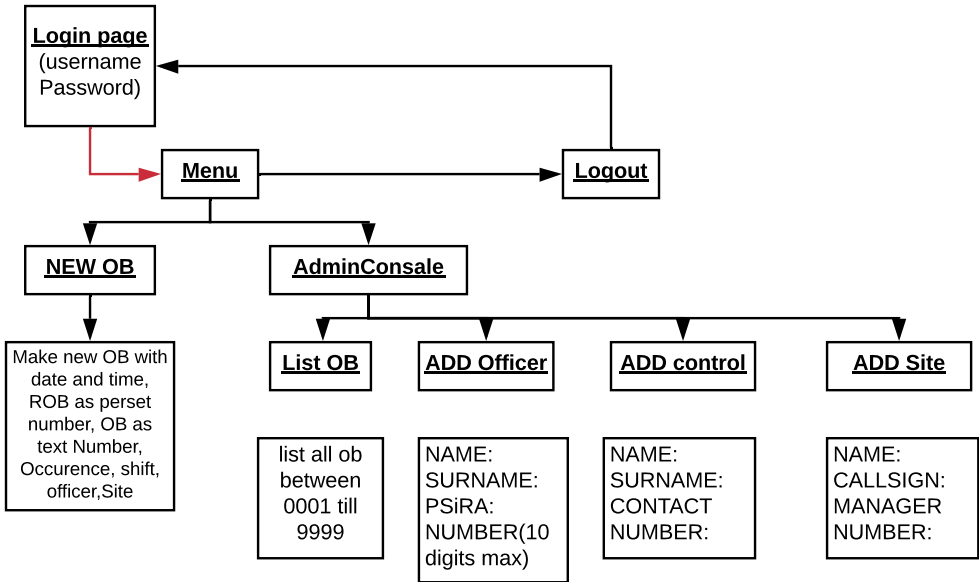 Login page
(username
Password)
Menu
Logout
NEW OB
AdminConsale
Make new OB with
date and time,
ROB as perset
number, OB as
text Number,
Occurence, shift,
officer,Site
List OB
ADD Officer
ADD control
ADD Site
list all ob
between
0001 till
9999
NAME:
SURNAME:
PSiRA:
NUMBER(10
digits max)
NAME:
SURNAME:
CONTACT
NUMBER:
NAME:
CALLSIGN:
MANAGER
NUMBER: